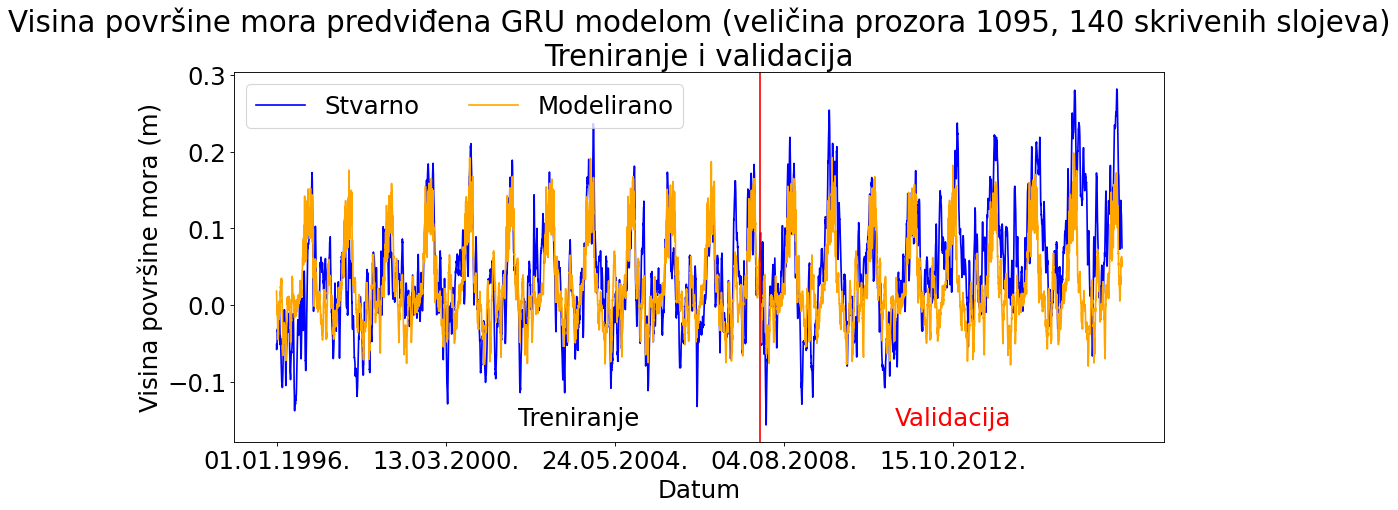 Visina površine mora predviđena GRU modelom (veličina prozora 1095, 140 skrivenih slojeva)
Treniranje i validacija
Stvarno
Modelirano
Visina površine mora (m)
0.3
0.2
0.1
0.0
−0.1
Treniranje
Validacija
01.01.1996.
13.03.2000.
24.05.2004.
04.08.2008.
15.10.2012.
Datum